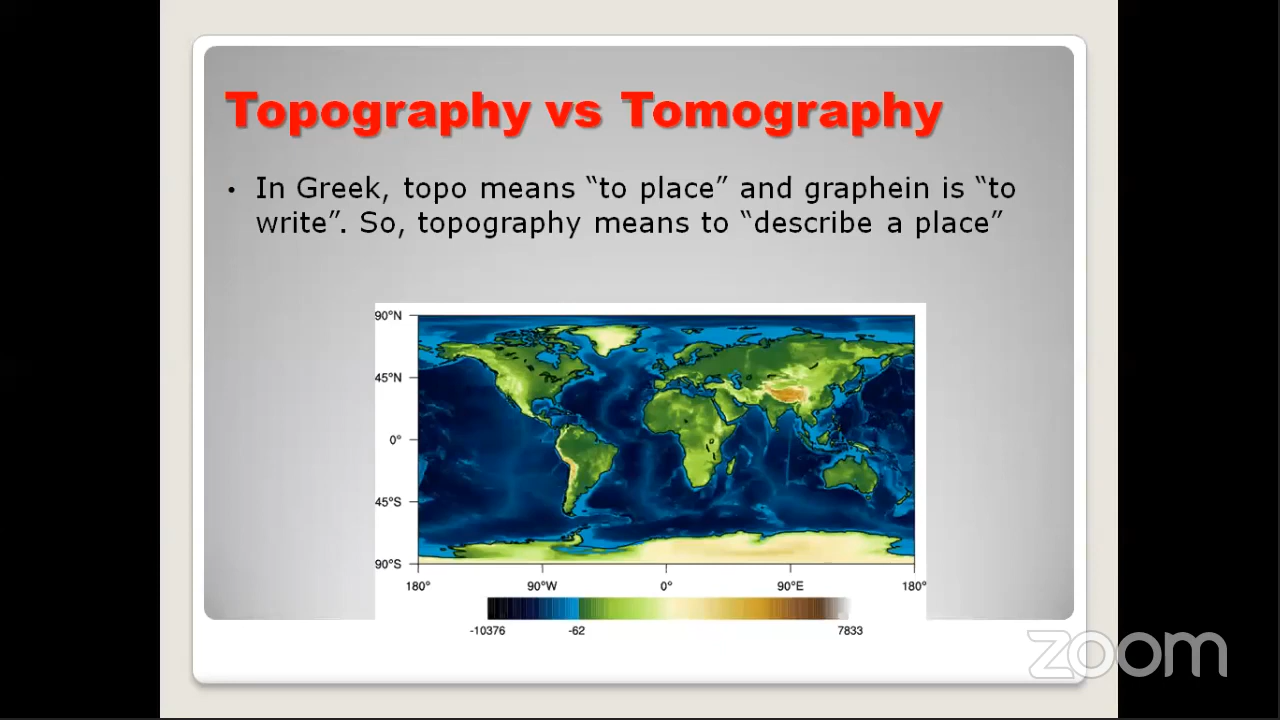 Topography vs Tomography
• In Greek, topo means “to place” and graphein is “to
write”. So, topography means to “describe a place”
90°N
45°N
0°
45°S
90°S
180° 90°W 0° 90°E 180°
-10376 -62 7833
zoom